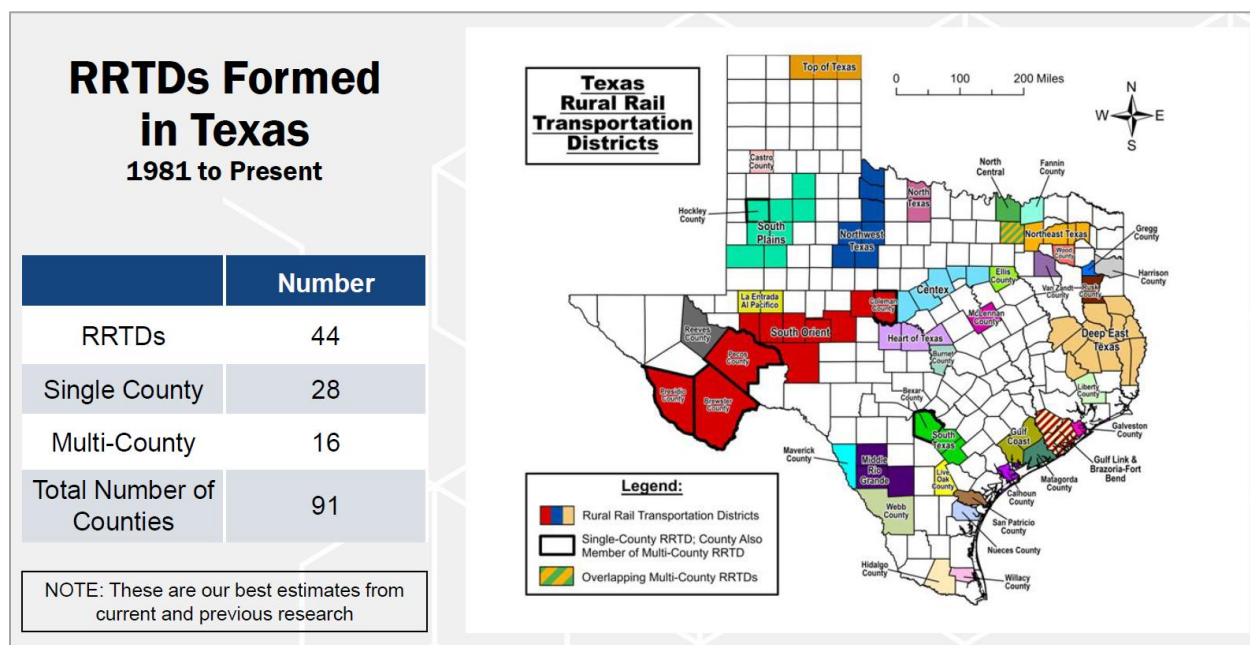 RRTDs Formed
in Texas
1981 to Present
Number
RRTDs 44
Single County 28
Multi-County 16
Total Number of
Counties
91
NOTE: These are our best estimates from
current and previous research
Texas
Rural Rail
Transportation
Districts
0 100 200 Miles
N
W E
S
Top of Texas
Castro
County
Hockley
County
South
Plains
Northwest
Texas
North
Texas
North
Central
Fannin
County
Northeast Texas
Wood
County
Gregg
County
Harrison
County
Van Zandt
County
Rusk
County
Ellis
County
Centex
La Entrada
Al Pacifico
Coleman
County
McLennan
County
Reeves
County
South Orient
Heart of Texas
Deep East
Texas
Pecos
County
Burnet
County
Presidio
County
Brewster
County
Bexar
County
Liberty
County
South
Texas
Gulf
Coast
Galveston
County
Gulf Link &
Brazoria-Fort
Bend
Matagorda
County
Calhoun
County
Maverick
County
Middle
Rio
Grande
Live
Oak
County
San Patricio
County
Webb
County
Nueces County
Hidalgo
County
Willacy
County
Legend:
Rural Rail Transportation Districts
Single-County RRTD; County Also
Member of Multi-County RRTD
Overlapping Multi-County RRTDs